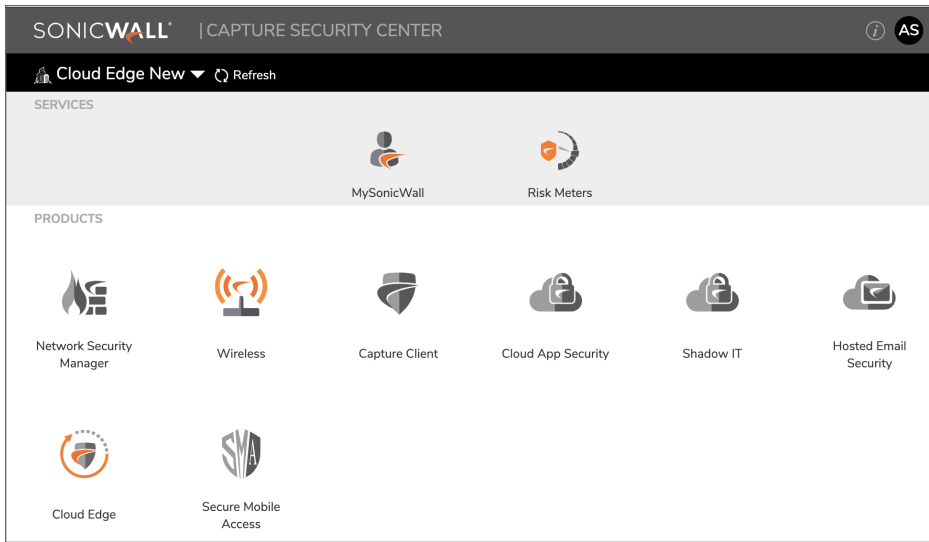 SONICWALL | CAPTURE SECURITY CENTER
i AS
Cloud Edge New Refresh
SERVICES
MySonicWall Risk Meters
PRODUCTS
Network Security
Manager
Wireless
Capture Client
Cloud App Security
Shadow IT
Hosted Email
Security
Cloud Edge
SMA
Secure Mobile
Access